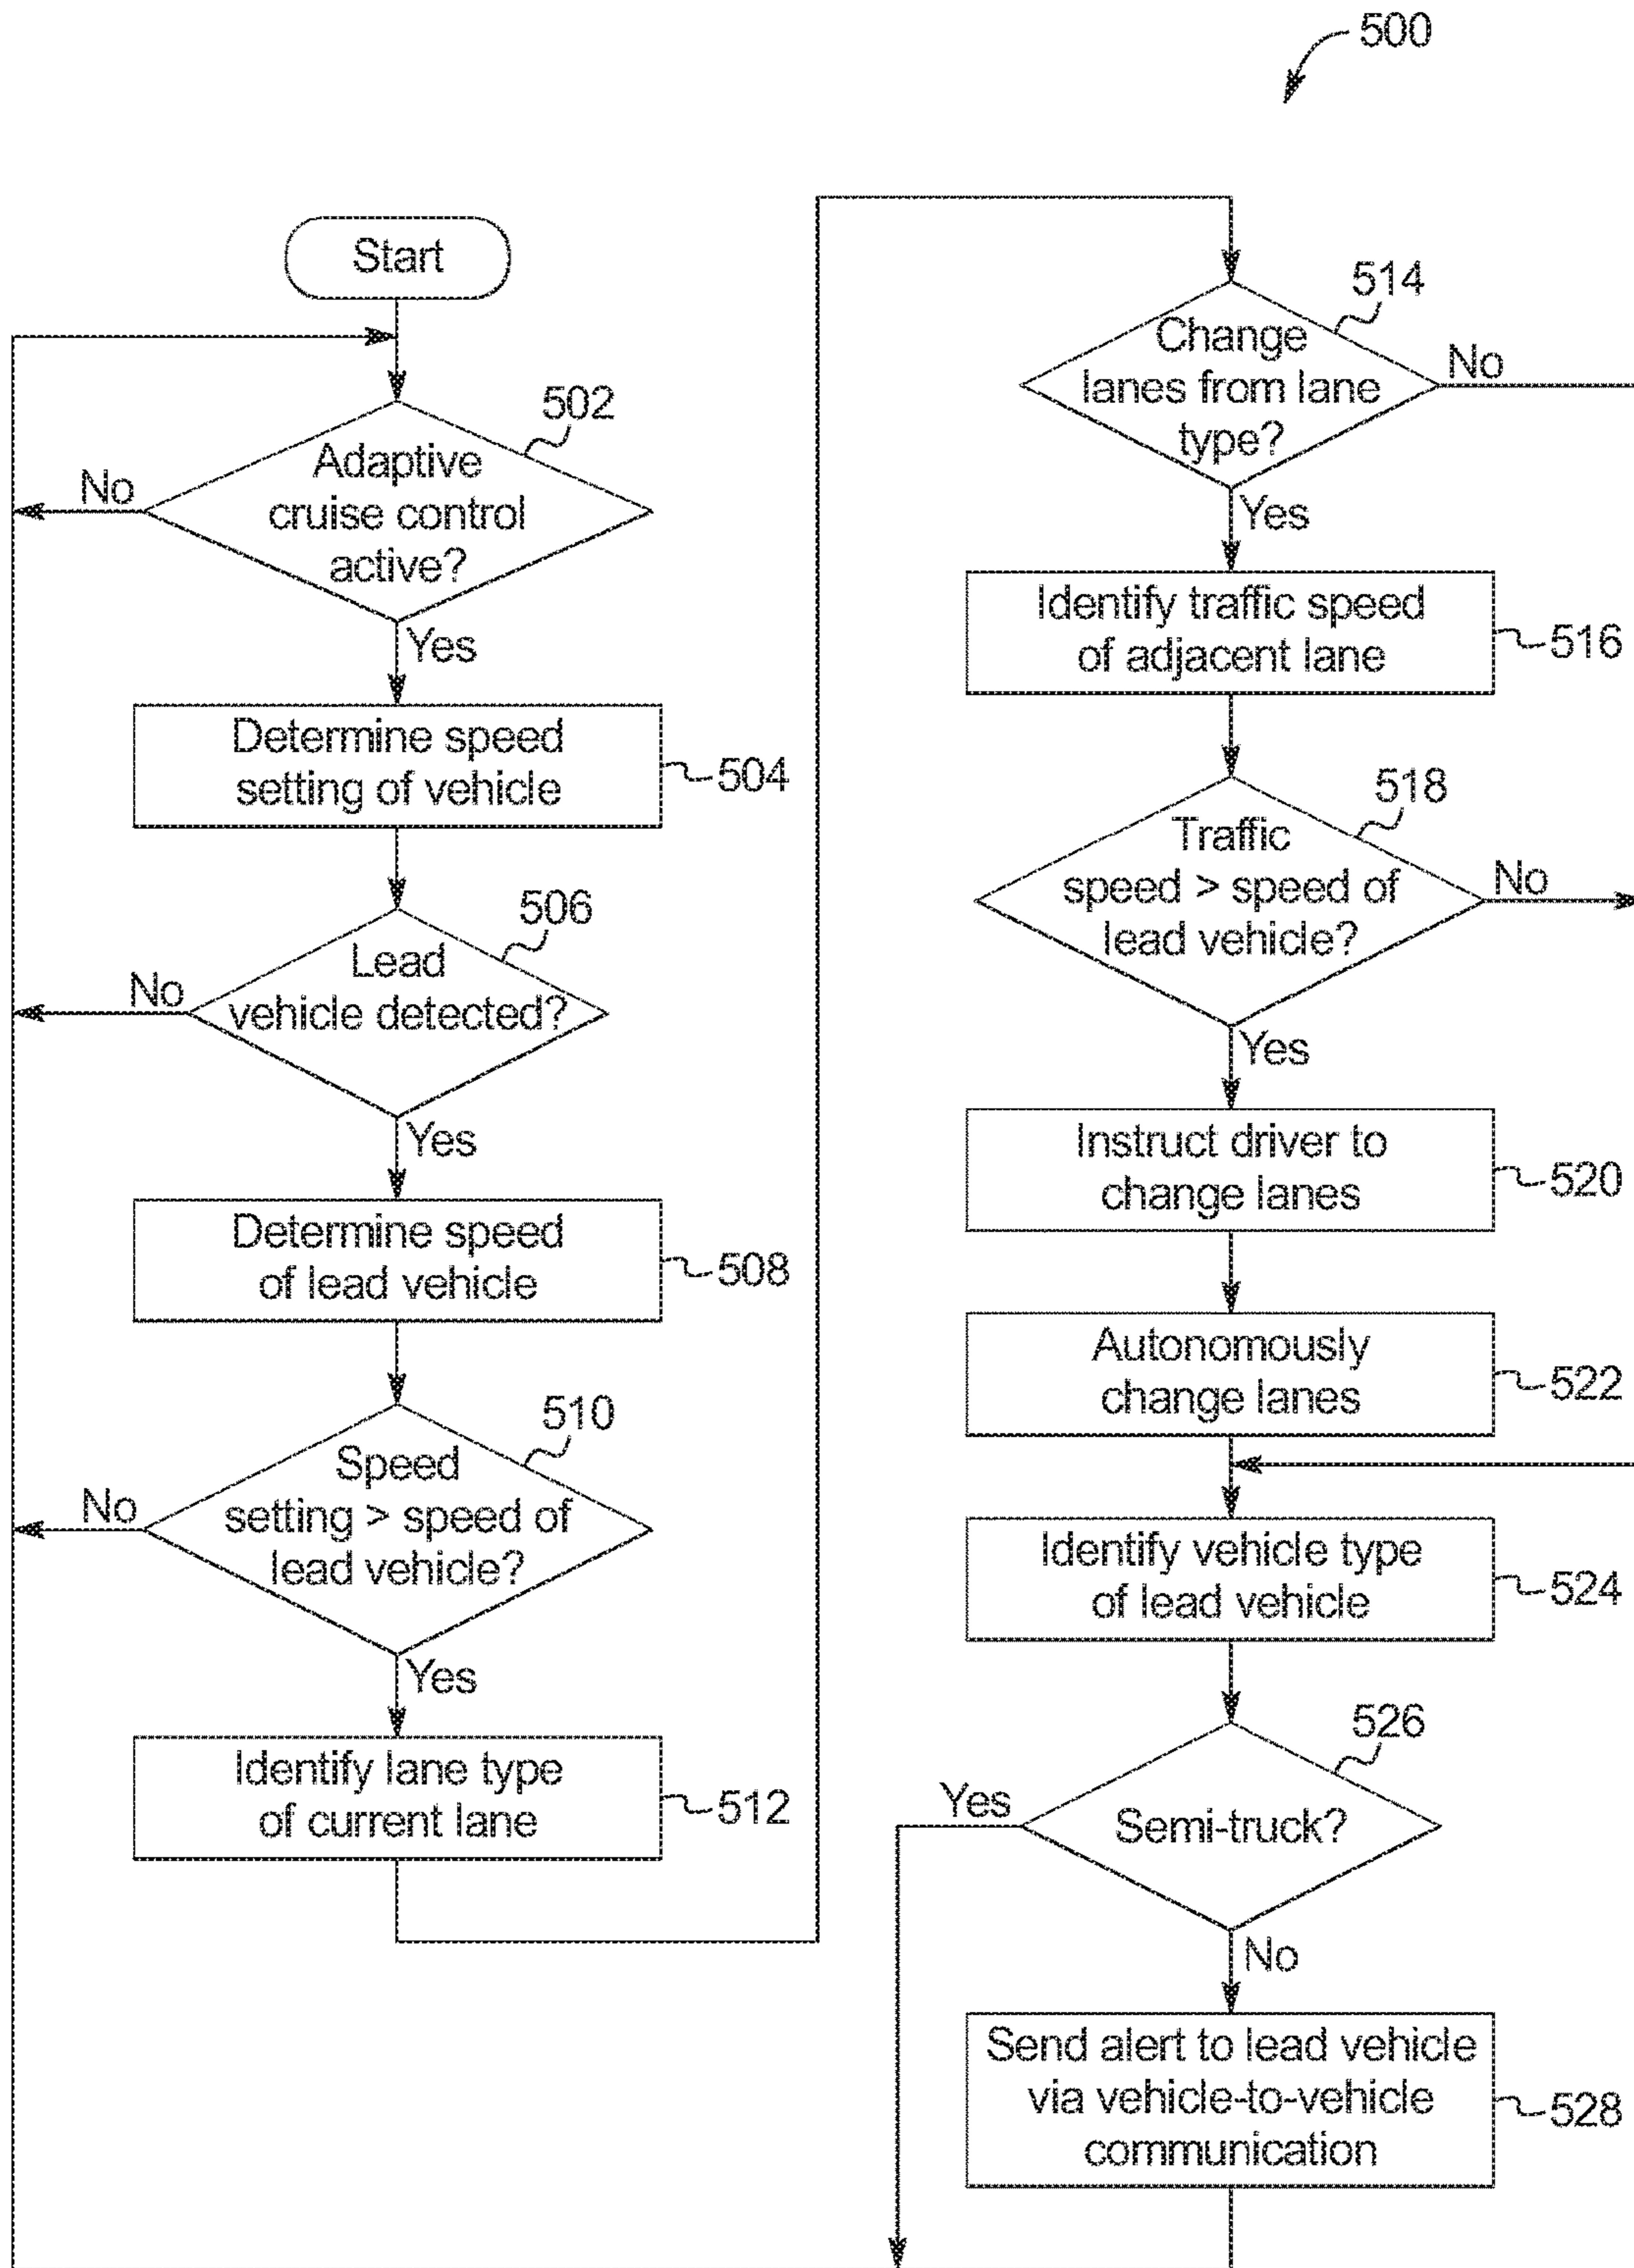 500
Start
502
Adaptive
cruise control
active?
No
Yes
Determine speed
setting of vehicle
504
506
Lead
vehicle detected?
No
Yes
Determine speed
of lead vehicle
508
510
Speed
setting > speed of
lead vehicle?
No
Yes
Identify lane type
of current lane
512
514
Change
lanes from lane
type?
No
Yes
Identify traffic speed
of adjacent lane
516
518
Traffic
speed > speed of
lead vehicle?
No
Yes
Instruct driver to
change lanes
520
Autonomously
change lanes
522
Identify vehicle type
of lead vehicle
524
526
Semi-truck?
Yes
No
Send alert to lead vehicle
via vehicle-to-vehicle
communication
528